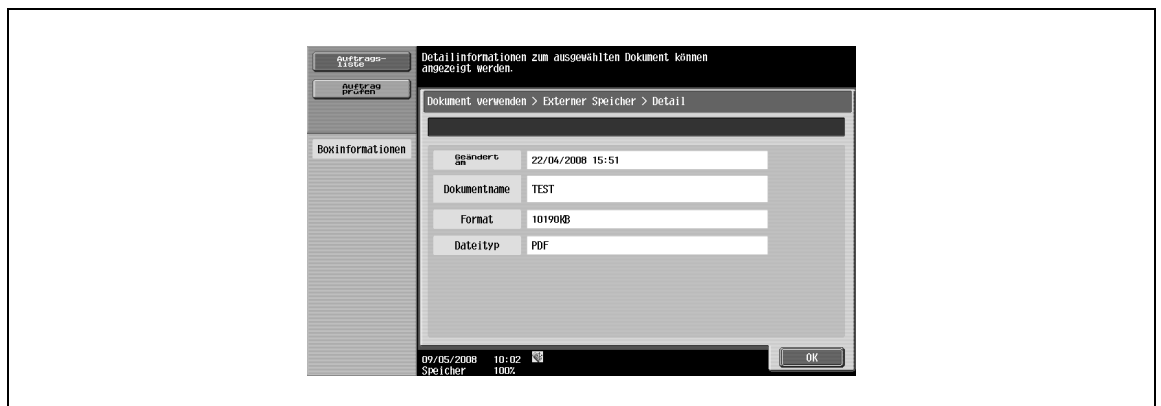 Auftrags-
liste
Auftrag
prüfen
Boxinformationen
Detailinformationen zum ausgewählten Dokument können
angezeigt werden.
Dokument verwenden > Externer Speicher > Detail
Geändert
am
22/04/2008 15:51
Dokumentname
TEST
Format
10190KB
Dateityp
PDF
09/05/2008 10:02
Speicher 100%
OK